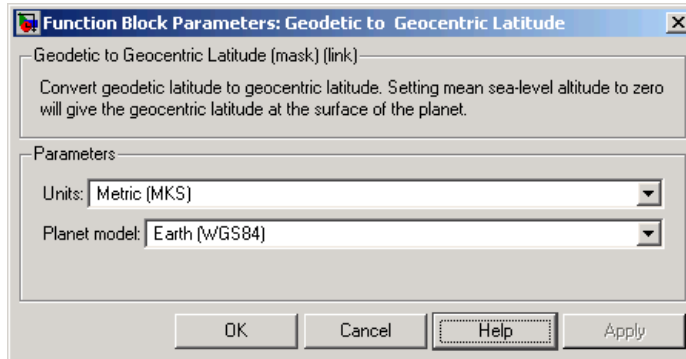 Function Block Parameters: Geodetic to  Geocentric Latitude
Geodetic to Geocentric Latitude (mask) (link)
Convert geodetic latitude to geocentric latitude. Setting mean sea-level altitude to zero
will give the geocentric latitude at the surface of the planet.
Parameters
Units: Metric (MKS)
Planet model: Earth (WGS84)
OK Cancel Help Apply